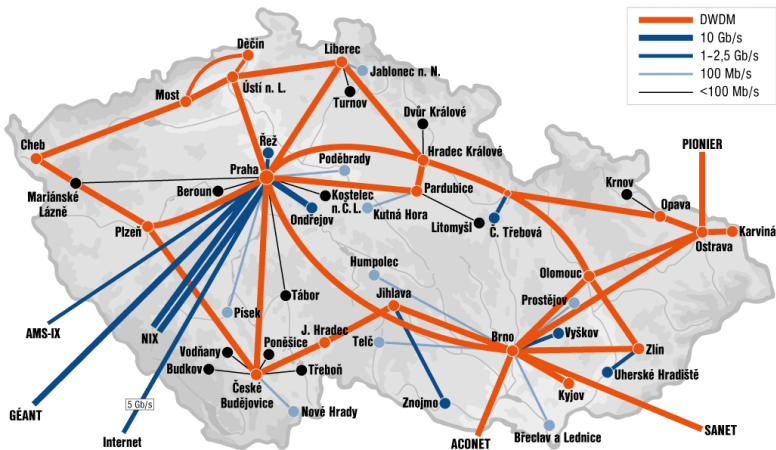 DWDM
10 Gb/s
1–2,5 Gb/s
100 Mb/s
<100 Mb/s
Děčín
Liberec
Jablonec n. N.
Ústí n. L.
Most
Turnov
Dvůr Králové
Cheb
Řež
Hradec Králové
PIONIER
Praha
Poděbrady
Mariánské
Lázně
Beroun
Kostelec
n. Č. L.
Pardubice
Krnov
Opava
Ondřejov
Kutná Hora
Litomyšl
Č. Třebová
Karviná
Ostrava
Plzeň
Humpolec
Olomouc
Tábor
Jihlava
Prostějov
Písek
AMS-IX
NIX
J. Hradec
Telč
Brno
Vyškov
Zlín
Vodňany
Poněšice
Budkov
Třeboň
České
Budějovice
Uherské Hradiště
Kyjov
GÉANT
5 Gb/s
Nové Hrady
Znojmo
SANET
Internet
ACONET
Břeclav a Lednice